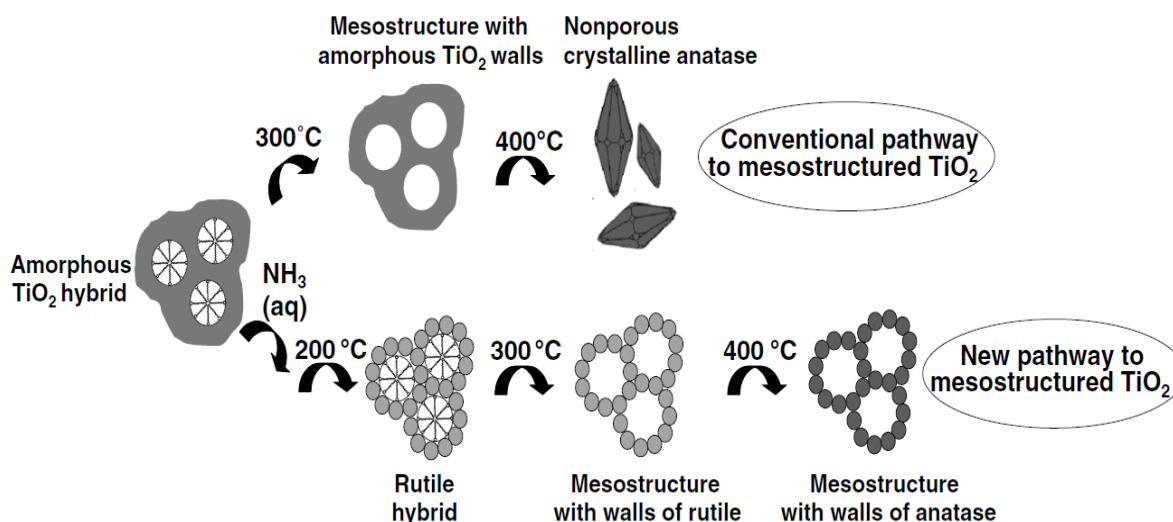 Mesostructure with
amorphous TiO₂ walls
Nonporous
crystalline anatase
300˚C
400°C
Conventional pathway
to mesostructured TiO₂
Amorphous
TiO₂ hybrid
NH₃
(aq)
200 °C
300 °C
400 °C
New pathway to
mesostructured TiO₂
Rutile
hybrid
Mesostructure
with walls of rutile
Mesostructure
with walls of anatase